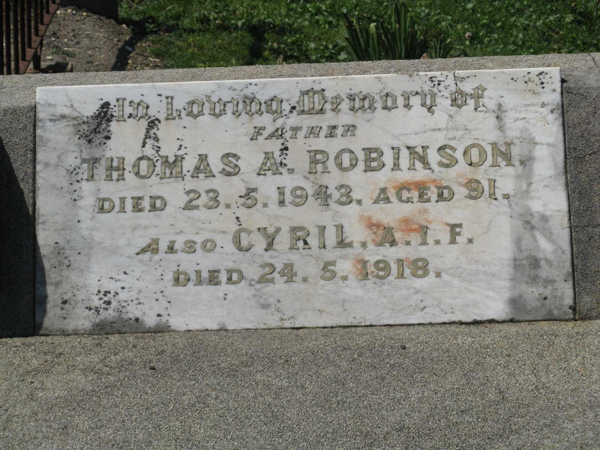 In Loving Memory of
FATHER
THOMAS A. ROBINSON.
DIED 23.5.1943, AGED 91.
ALSO CYRIL, A.I.F.
DIED 24.5.1918.